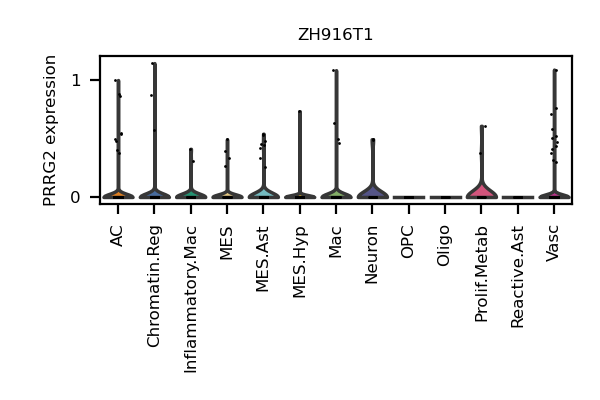 ZH916T1
PRRG2 expression
1
0
AC
Chromatin.Reg
Inflammatory.Mac
MES
MES.Ast
MES.Hyp
Mac
Neuron
OPC
Oligo
Prolif.Metab
Reactive.Ast
Vasc